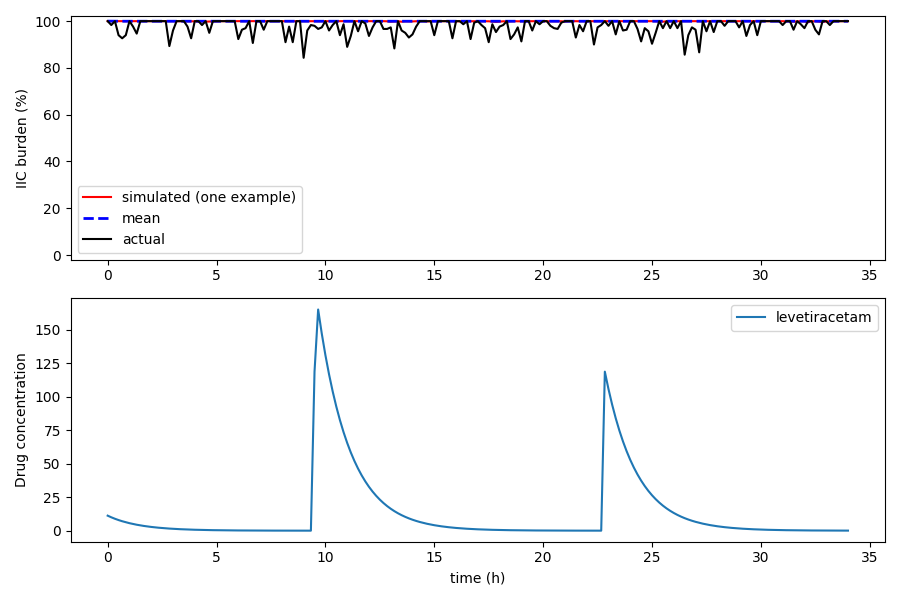 100
80
60
40
20
0
IIC burden (%)
simulated (one example)
mean
actual
0 5 10 15 20 25 30 35
150
125
100
75
50
25
0
Drug concentration
levetiracetam
0 5 10 15 20 25 30 35
time (h)